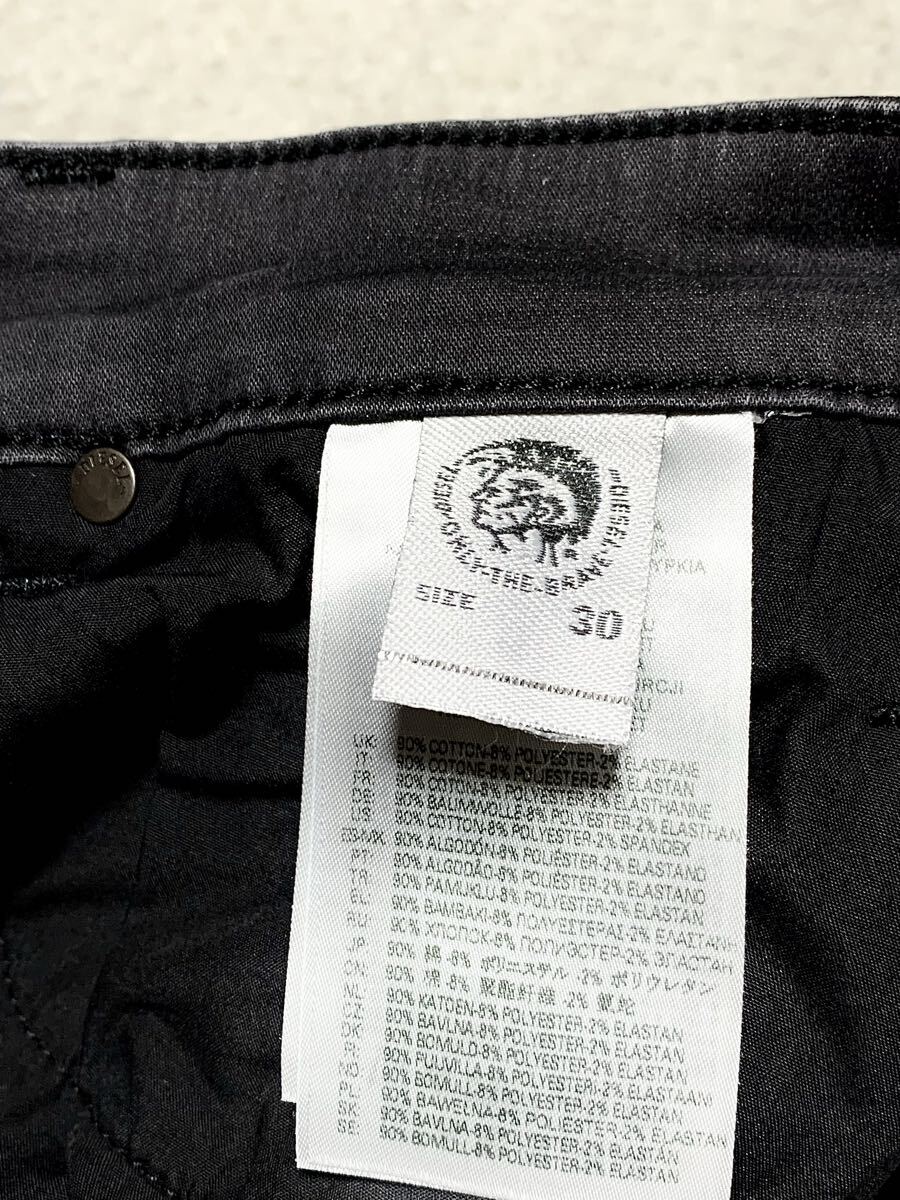 DIESEL
DIESEL
"DIESEL"
ONLY-THE-BRAVE
SIZE 30
ΥΡΚΙΑ
UK: 90% COTTON-8% POLYESTER-2% ELASTANE
IT: 90% COTONE-8% POLIESTERE-2% ELASTAN
FR: 90% COTON-8% POLYESTER-2% ELASTHANNE
DE: 90% BAUMWOLLE-8% POLYESTER-2% ELASTHAN
US: 90% COTTON-8% POLYESTER-2% SPANDEX
ES-MX: 90% ALGODÓN-8% POLIÉSTER-2% ELASTANO
PT: 90% ALGODÃO-8% POLIÉSTER-2% ELASTANO
TR: 90% PAMUKLU-8% POLYESTER-2% ELASTAN
EL: 90% ΒΑΜΒΑΚΙ-8% ΠΟΛΥΕΣΤΕΡΑΣ-2% ΕΛΑΣΤΑΝΗ
RU: 90% ХЛОПОК-8% ПОЛИЭСТЕР-2% ЭЛАСТАН
JP: 90% 綿 -8% ポリエステル -2% ポリウレタン
CN: 90% 棉 -8% 聚酯纤维 -2% 氨纶
NL: 90% KATOEN-8% POLYESTER-2% ELASTAN
CZ: 90% BAVLNA-8% POLYESTER-2% ELASTAN
DK: 90% BOMULD-8% POLYESTER-2% ELASTAN
FI: 90% PUUVILLA-8% POLYESTERI-2% ELASTAANI
NO: 90% BOMULL-8% POLYESTER-2% ELASTAN
PL: 90% BAWEŁNA-8% POLYESTER-2% ELASTAN
SK: 90% BAVLNA-8% POLYESTER-2% ELASTAN
SE: 90% BOMULL-8% POLYESTER-2% ELASTAN